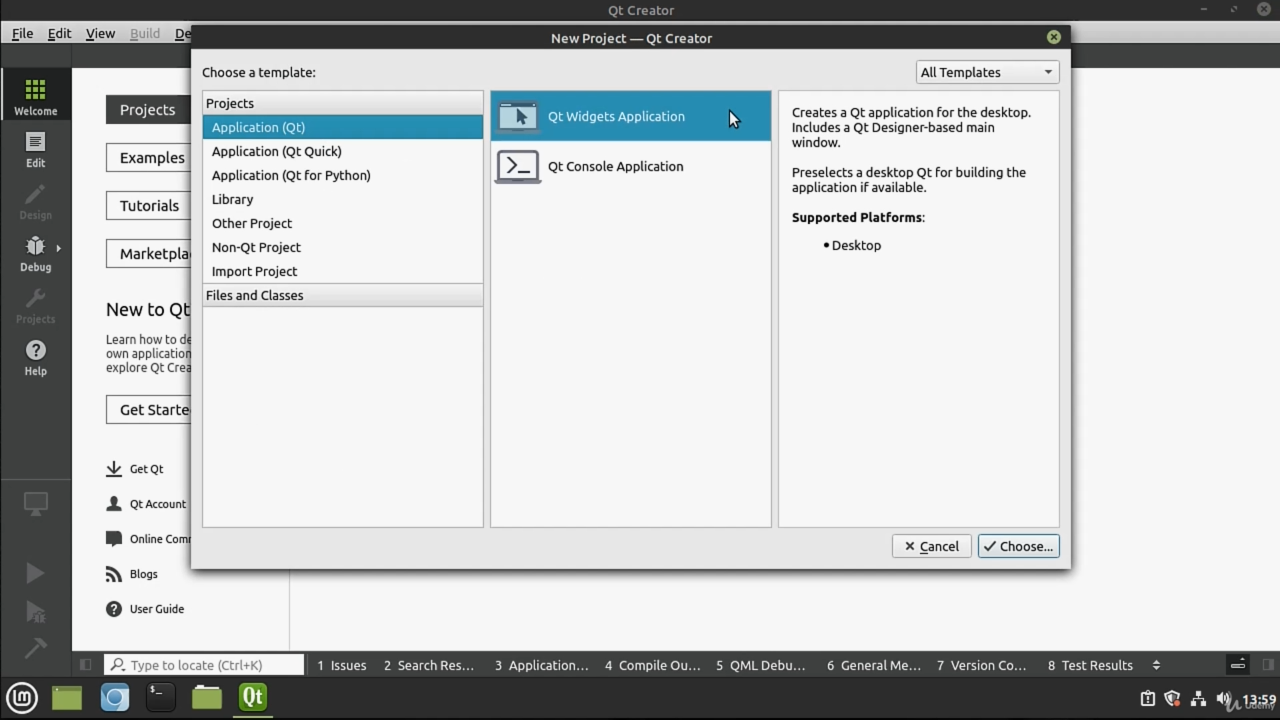 Qt Creator
File Edit View Build De
New Project — Qt Creator
Choose a template:
All Templates
Projects
Application (Qt)
Application (Qt Quick)
Application (Qt for Python)
Library
Other Project
Non-Qt Project
Import Project
Files and Classes
Qt Widgets Application
Qt Console Application
Creates a Qt application for the desktop.
Includes a Qt Designer-based main
window.
Preselects a desktop Qt for building the
application if available.
Supported Platforms:
• Desktop
Cancel
Choose...
Welcome
Edit
Design
Debug
Projects
Help
Projects
Examples
Tutorials
Marketpla
New to Qt
Learn how to de
own application
explore Qt Crea
Get Starte
Get Qt
Qt Account
Online Com
Blogs
User Guide
Type to locate (Ctrl+K)
1 Issues
2 Search Res...
3 Application...
4 Compile Ou...
5 QML Debu...
6 General Me...
7 Version Co...
8 Test Results
lm
Qt
13:59
Udemy